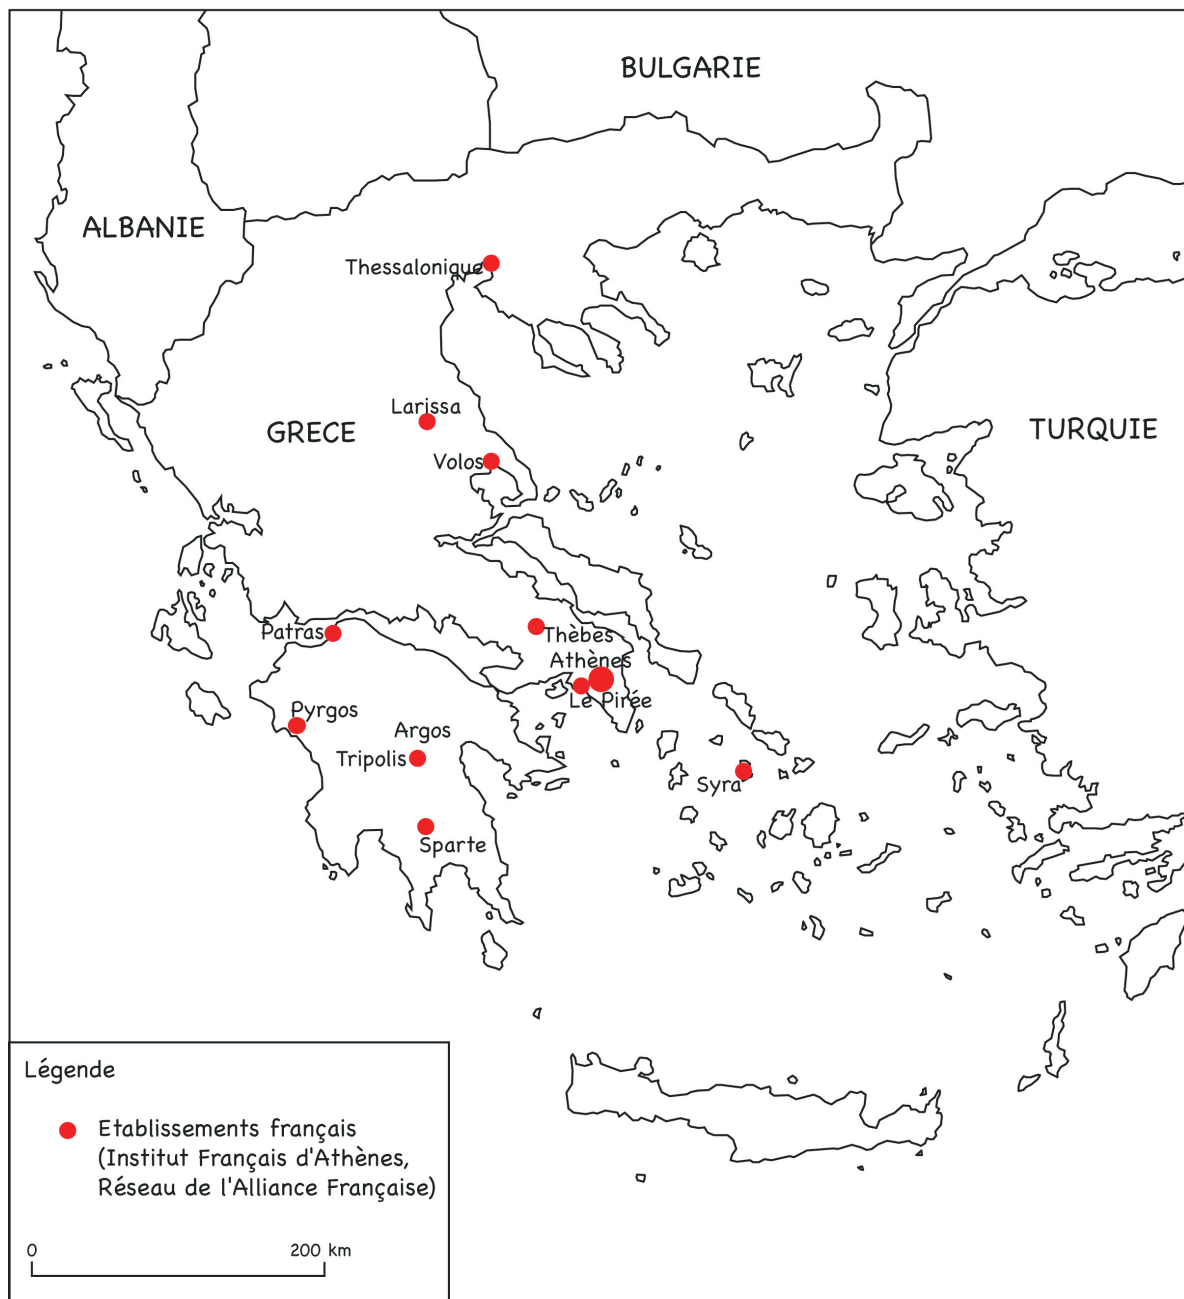 BULGARIE
ALBANIE
Thessalonique
Larissa
GRECE
TURQUIE
Volos
Patras
Thèbes
Athènes
Le Pirée
Pyrgos
Argos
Tripolis
Syra
Sparte
Légende
Etablissements français
(Institut Français d'Athènes,
Réseau de l'Alliance Française)
0
200 km